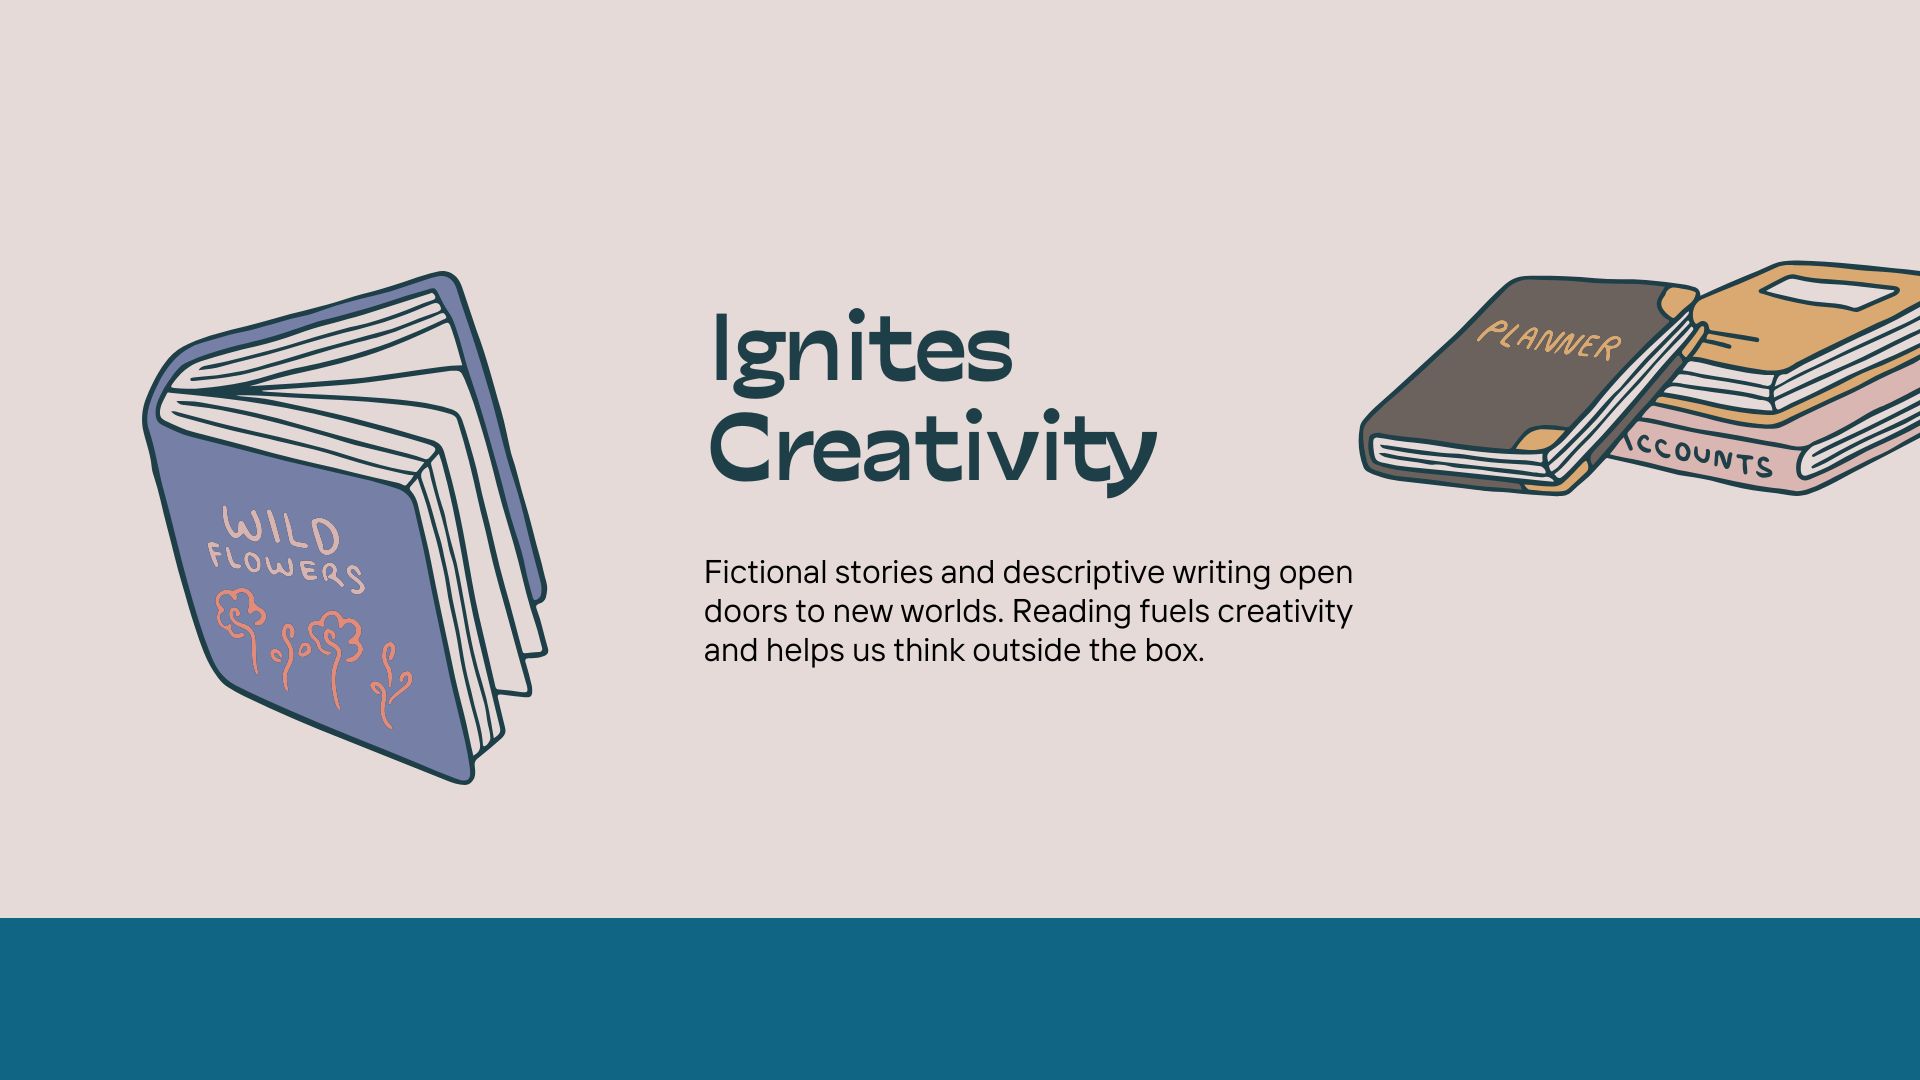 Ignites
Creativity
Fictional stories and descriptive writing open
doors to new worlds. Reading fuels creativity
and helps us think outside the box.
WILD
FLOWERS
PLANNER
ACCOUNTS